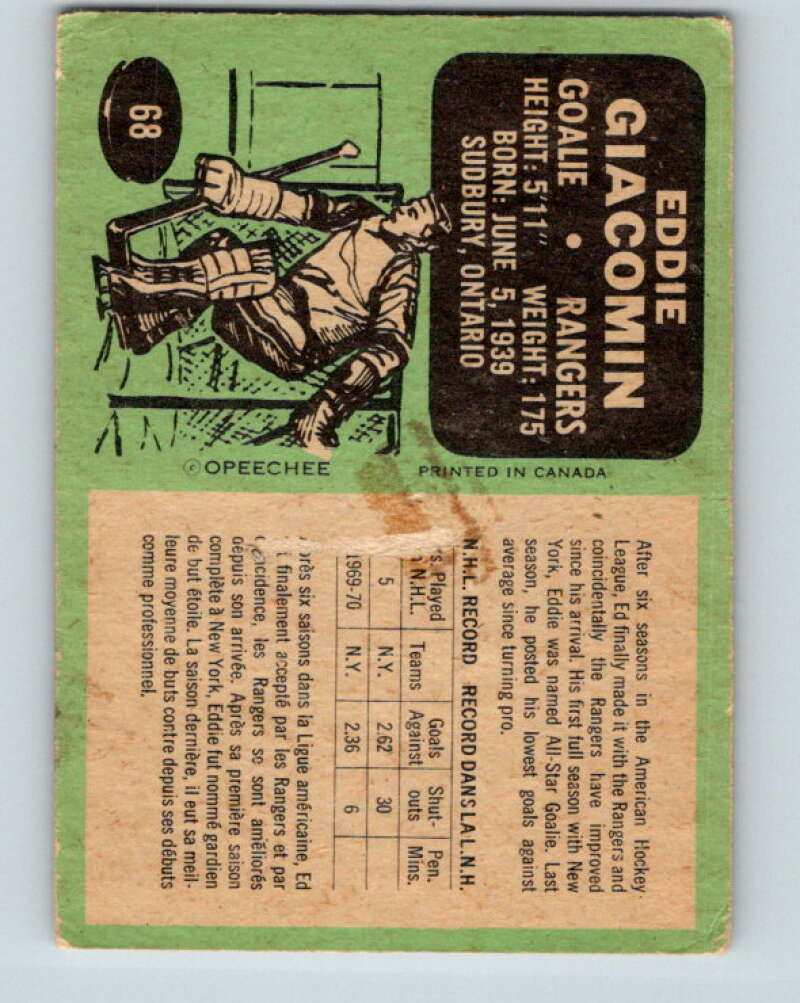 68
EDDIE
GIACOMIN
GOALIE • RANGERS
HEIGHT: 5'11" WEIGHT: 175
BORN: JUNE 5, 1939
SUDBURY, ONTARIO
©OPEECHEE
PRINTED IN CANADA
After six seasons in the American Hockey
League, Ed finally made it with the Rangers and
coincidentally the Rangers have improved
since his arrival. His first full season with New
York, Eddie was named All-Star Goalie. Last
season, he posted his lowest goals against
average since turning pro.
N.H.L. RECORD RECORD DANS LA L.N.H.
s. Played Teams Goals Shut- Pen.
N.H.L. Against outs Mins.
5 N.Y. 2.62 30
1969-70 N.Y. 2.36 6
près six saisons dans la Ligue américaine, Ed
t finalement accepté par les Rangers et par
cidence, les Rangers se sont améliorés
depuis son arrivée. Après sa première saison
complète à New York, Eddie fut nommé gardien
de but étoile. La saison dernière, il eut sa meil-
leure moyenne de buts contre depuis ses débuts
comme professionnel.